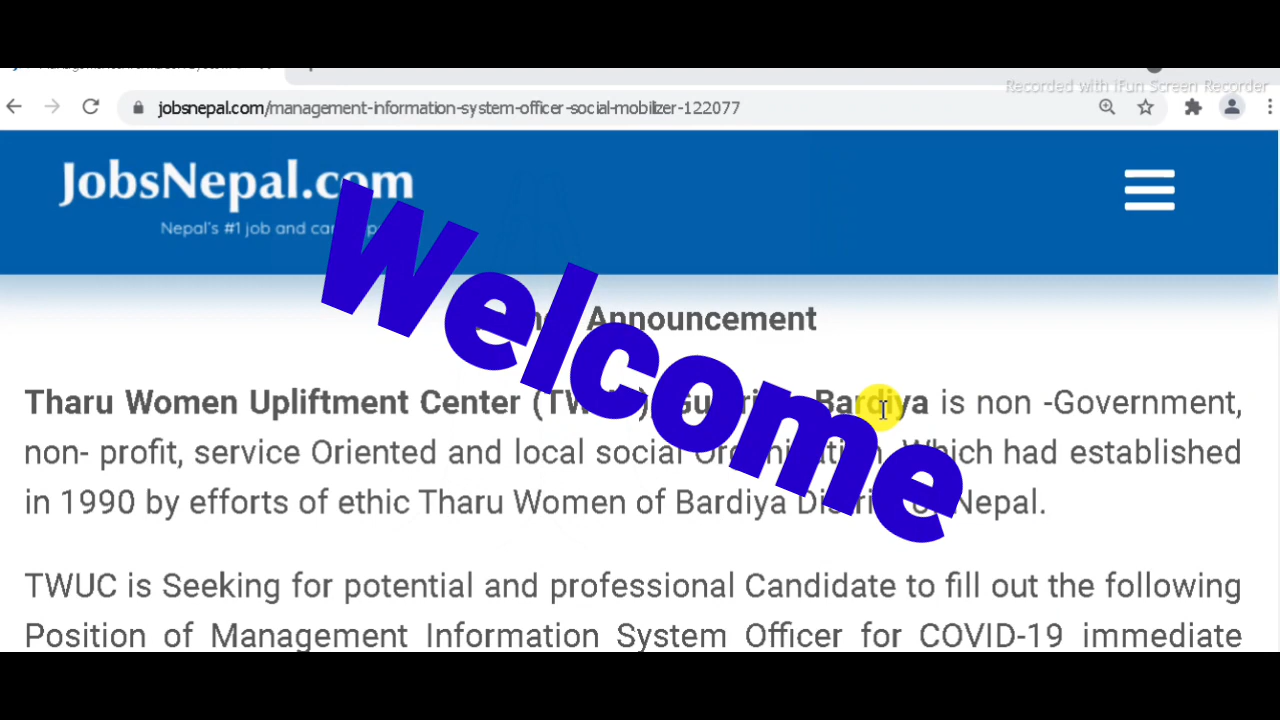 Recorded with iFun Screen Recorder
jobsnepal.com/management-information-system-officer-social-mobilizer-122077
JobsNepal.com
Nepal's #1 job and
Welcome
Announcement
Tharu Women Upliftment Center Bardiya is non -Government,
non- profit, service Oriented and local social Which had established
in 1990 by efforts of ethic Tharu Women of Bardiya Nepal.
TWUC is Seeking for potential and professional Candidate to fill out the following
Position of Management Information System Officer for COVID-19 immediate